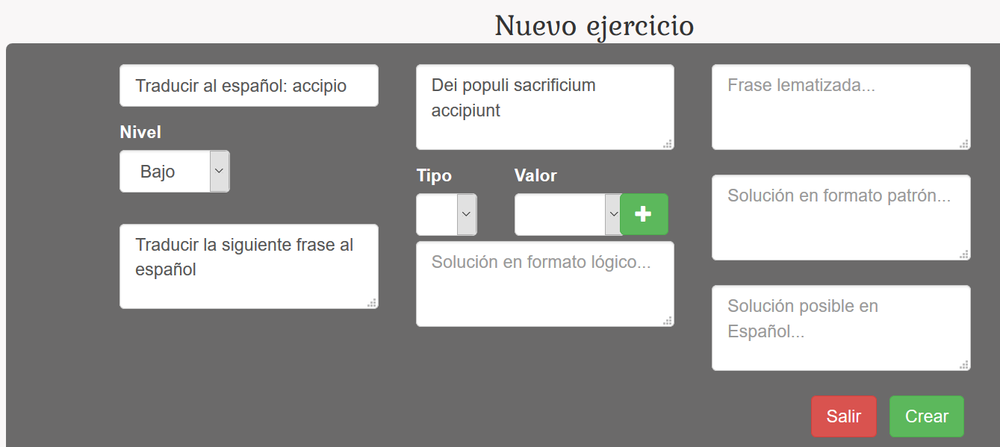 Nuevo ejercicio
Traducir al español: accipio
Nivel
Bajo
Traducir la siguiente frase al
español
Dei populi sacrificium
accipiunt
Tipo
Valor
Solución en formato lógico...
Frase lematizada...
Solución en formato patrón...
Solución posible en
Español...
Salir
Crear